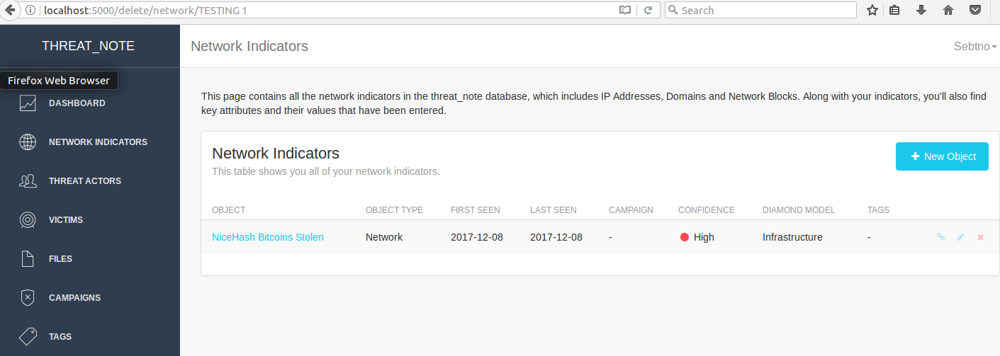 localhost:5000/delete/network/TESTING 1
Search
THREAT_NOTE
Network Indicators
Sebtno
Firefox Web Browser
DASHBOARD
NETWORK INDICATORS
THREAT ACTORS
VICTIMS
FILES
CAMPAIGNS
TAGS
This page contains all the network indicators in the threat_note database, which includes IP Addresses, Domains and Network Blocks. Along with your indicators, you'll also find
key attributes and their values that have been entered.
Network Indicators
This table shows you all of your network indicators.
+ New Object
OBJECT OBJECT TYPE FIRST SEEN LAST SEEN CAMPAIGN CONFIDENCE DIAMOND MODEL TAGS
NiceHash Bitcoins Stolen Network 2017-12-08 2017-12-08 - High Infrastructure -